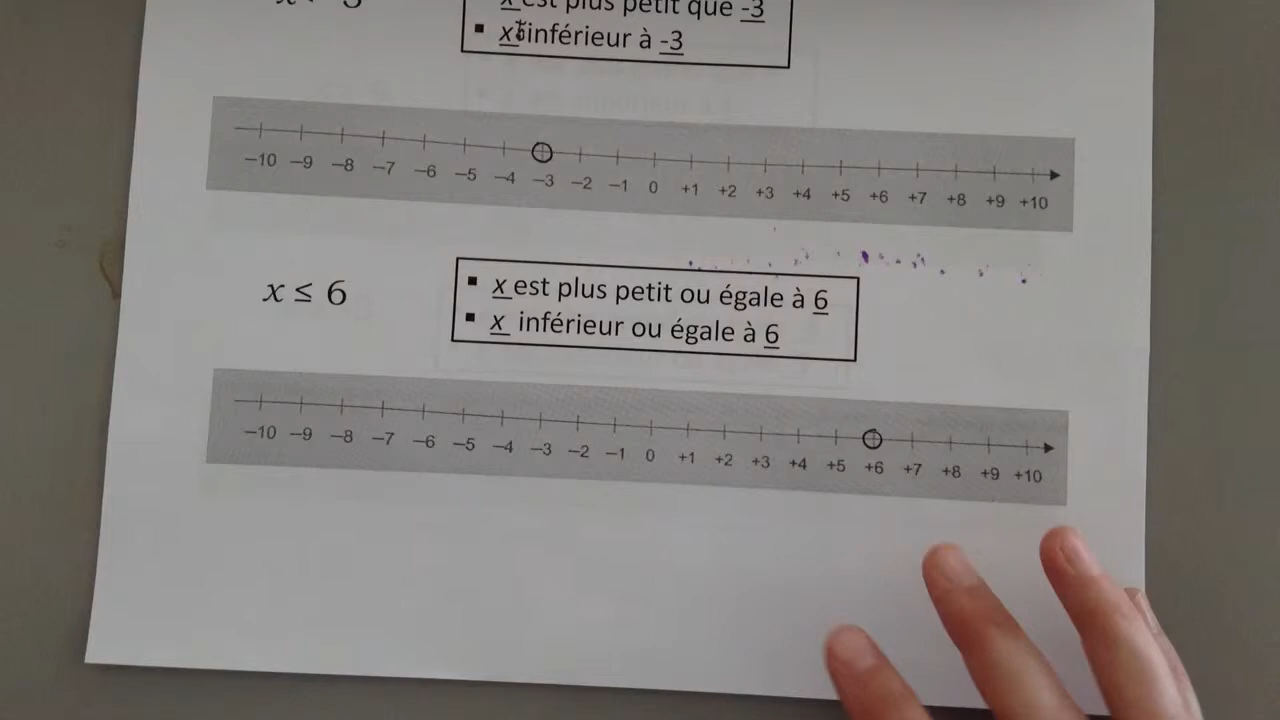 x est plus petit que -3
▪ x inférieur à -3
–10 –9 –8 –7 –6 –5 –4 –3 –2 –1 0 +1 +2 +3 +4 +5 +6 +7 +8 +9 +10
x ≤ 6
▪ x est plus petit ou égale à 6
▪ x inférieur ou égale à 6
–10 –9 –8 –7 –6 –5 –4 –3 –2 –1 0 +1 +2 +3 +4 +5 +6 +7 +8 +9 +10